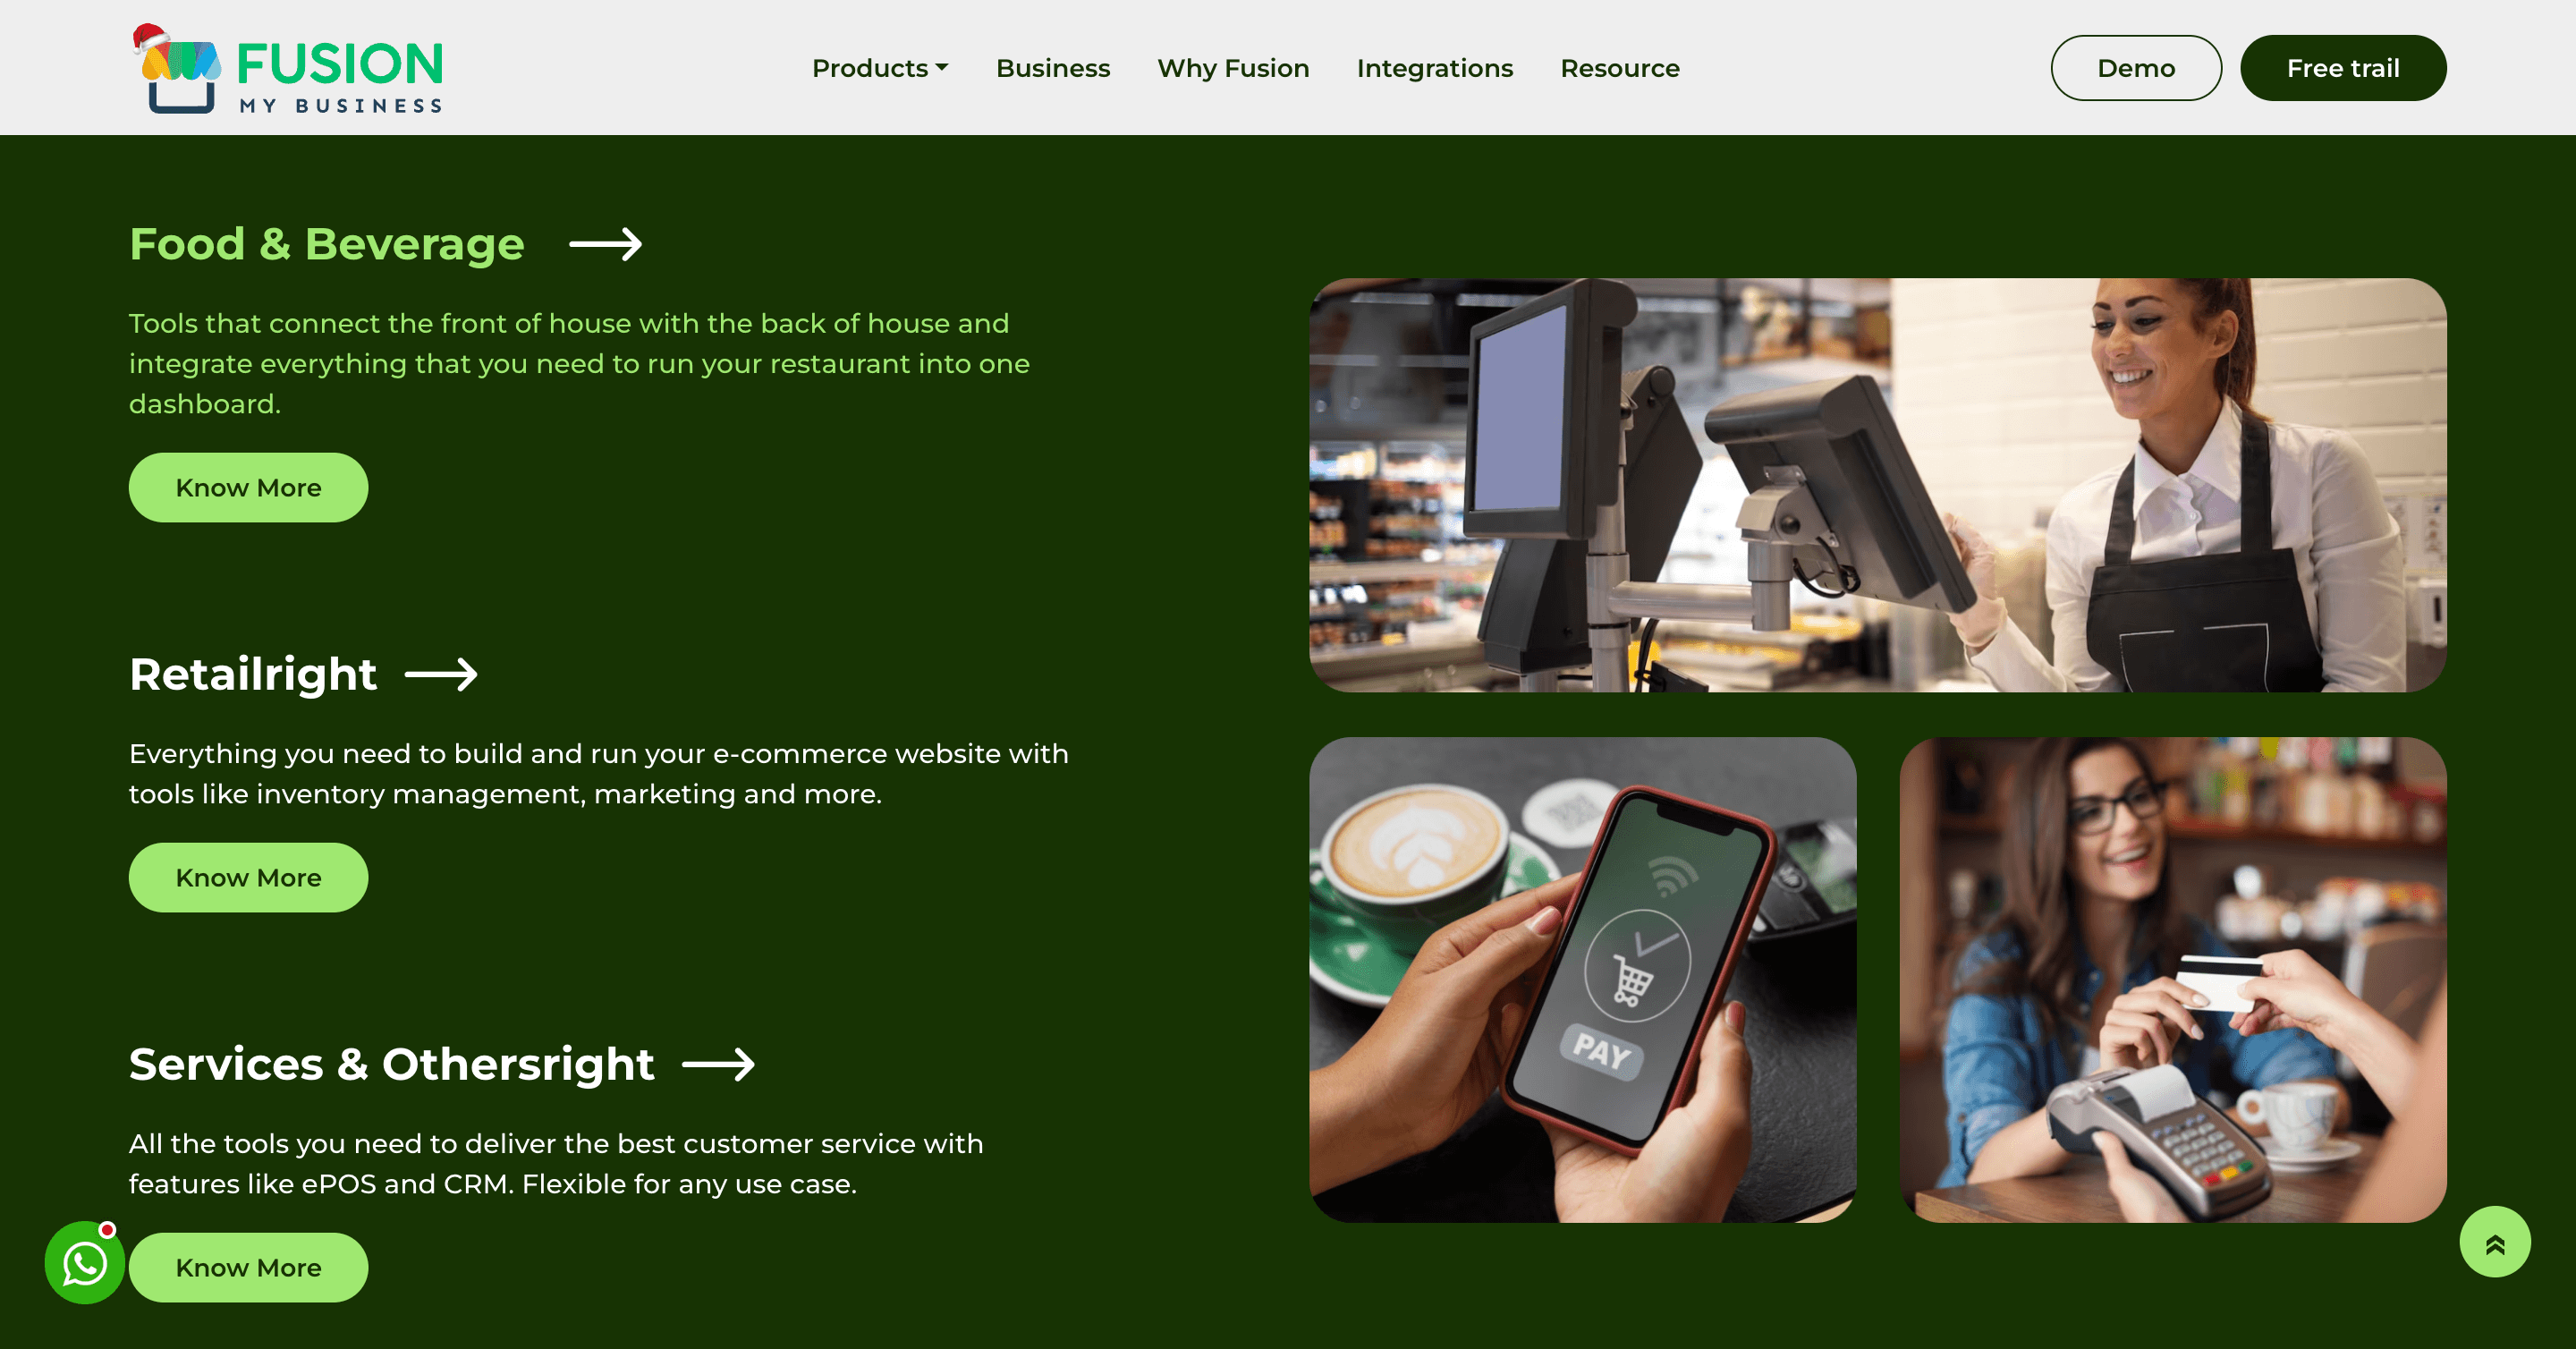 FUSION
MY BUSINESS
Products
Business
Why Fusion
Integrations
Resource
Demo
Free trail
Food & Beverage
Tools that connect the front of house with the back of house and
integrate everything that you need to run your restaurant into one
dashboard.
Know More
Retailright
Everything you need to build and run your e-commerce website with
tools like inventory management, marketing and more.
Know More
Services & Othersright
All the tools you need to deliver the best customer service with
features like ePOS and CRM. Flexible for any use case.
Know More
PAY